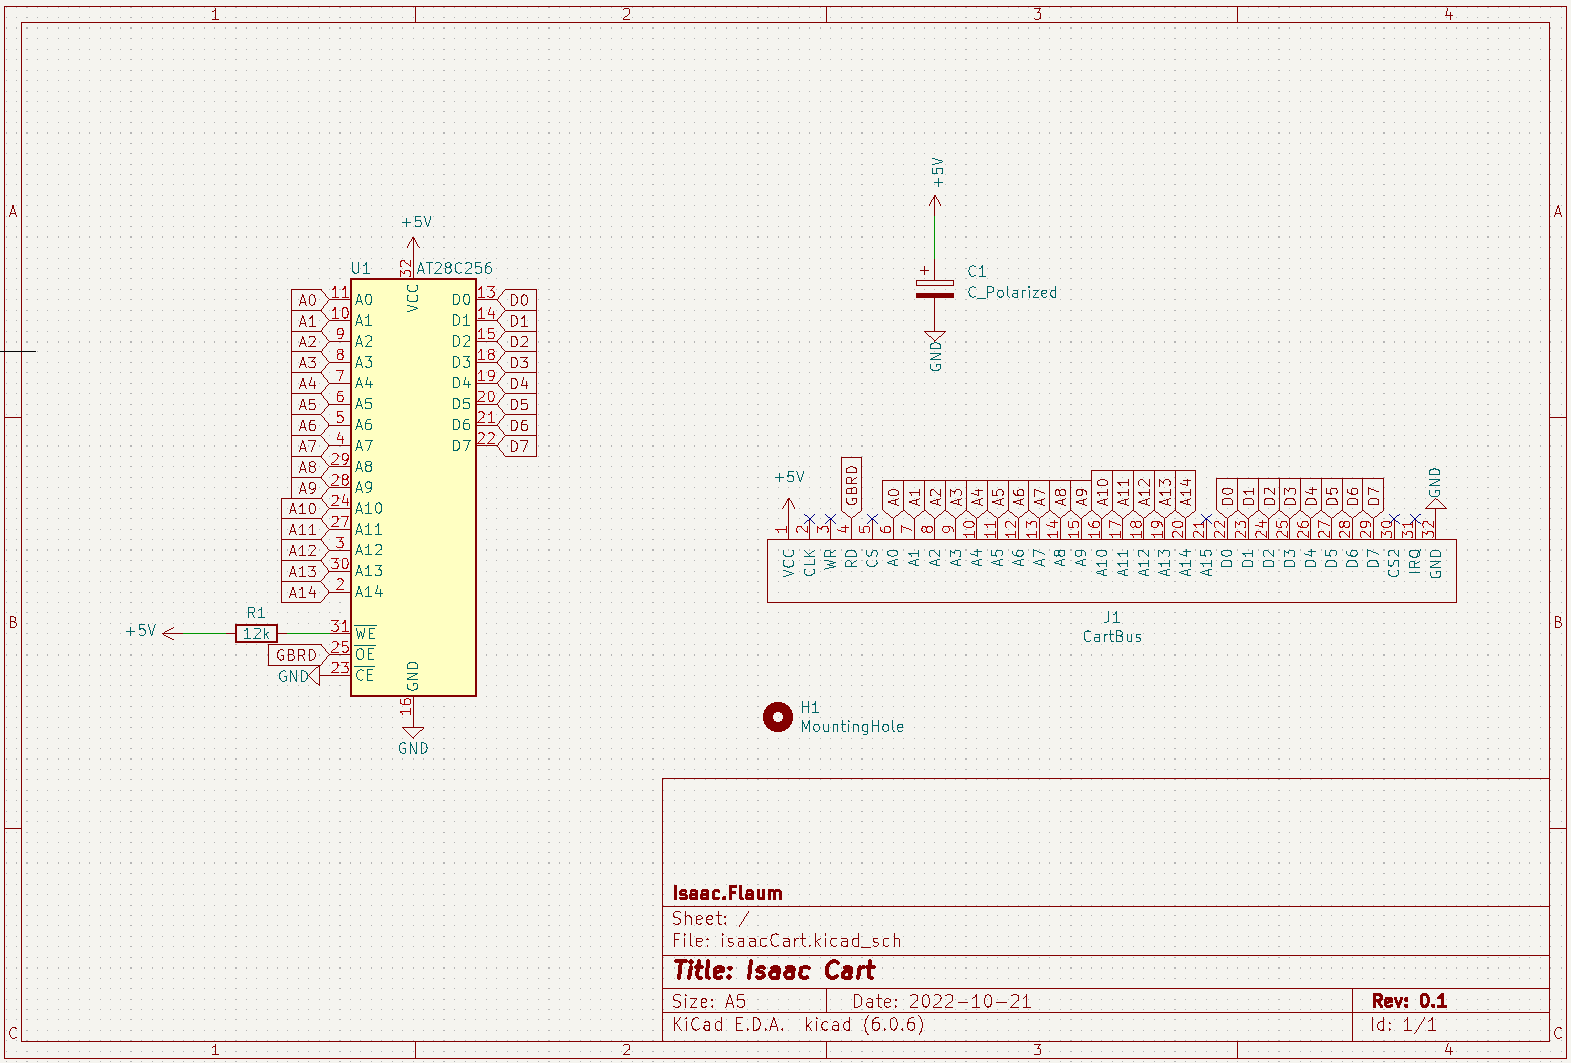 1 2 3 4
A A
B B
C C
1 2 3 4
+5V
U1 AT28C256
32
VCC
A0 11 A0 D0 13 D0
A1 10 A1 D1 14 D1
A2 9 A2 D2 15 D2
A3 8 A3 D3 18 D3
A4 7 A4 D4 19 D4
A5 6 A5 D5 20 D5
A6 5 A6 D6 21 D6
A7 4 A7 D7 22 D7
A8 29 A8
A9 28 A9
A10 24 A10
A11 27 A11
A12 3 A12
A13 30 A13
A14 2 A14
R1
+5V 12k 31 WE
GBRD 25 OE
GND 23 CE
GND
16
GND
+5V
+
C1
C_Polarized
GND
+5V GBRD A0 A1 A2 A3 A4 A5 A6 A7 A8 A9 A10 A11 A12 A13 A14 D0 D1 D2 D3 D4 D5 D6 D7 GND
1 2 3 4 5 6 7 8 9 10 11 12 13 14 15 16 17 18 19 20 21 22 23 24 25 26 27 28 29 30 31 32
VCC CLK WR RD CS A0 A1 A2 A3 A4 A5 A6 A7 A8 A9 A10 A11 A12 A13 A14 A15 D0 D1 D2 D3 D4 D5 D6 D7 CS2 IRQ GND
J1
CartBus
H1
MountingHole
Isaac.Flaum
Sheet: /
File: isaacCart.kicad_sch
Title: Isaac Cart
Size: A5 Date: 2022-10-21 Rev: 0.1
KiCad E.D.A. kicad (6.0.6) Id: 1/1